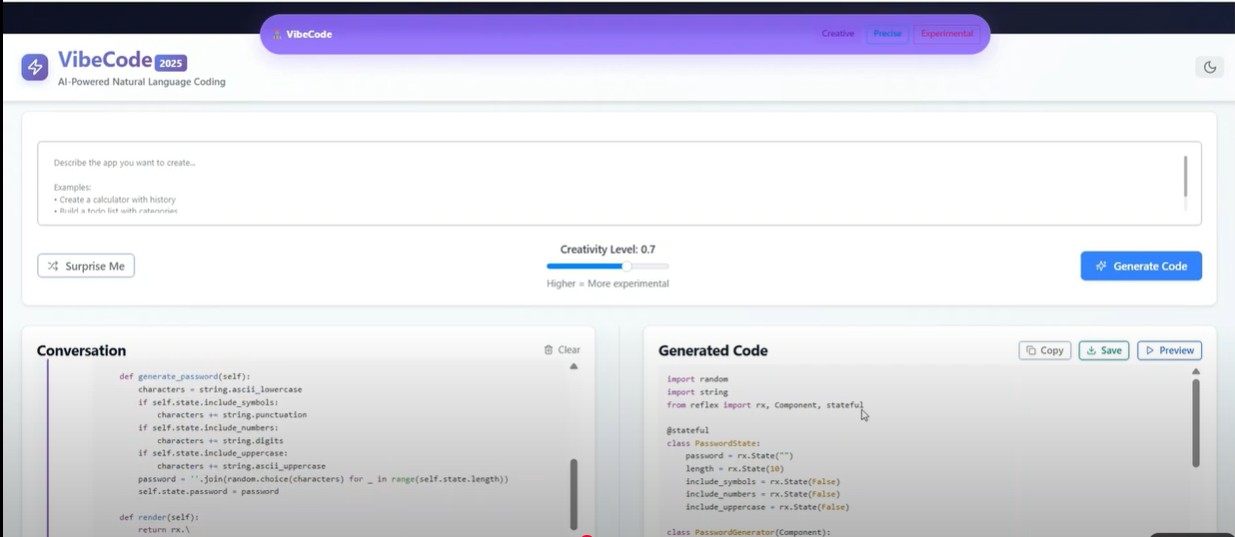 VibeCode
Creative
Precise
Experimental
VibeCode 2025
AI-Powered Natural Language Coding
Describe the app you want to create...
Examples:
• Create a calculator with history
• Build a todo list with categories
Surprise Me
Creativity Level: 0.7
Higher = More experimental
Generate Code
Conversation
Clear
def generate_password(self):
characters = string.ascii_lowercase
if self.state.include_symbols:
characters += string.punctuation
if self.state.include_numbers:
characters += string.digits
if self.state.include_uppercase:
characters += string.ascii_uppercase
password = ''.join(random.choice(characters) for _ in range(self.state.length))
self.state.password = password
def render(self):
return rx.\
Generated Code
Copy
Save
Preview
import random
import string
from reflex import rx, Component, stateful
@stateful
class PasswordState:
password = rx.State("")
length = rx.State(10)
include_symbols = rx.State(False)
include_numbers = rx.State(False)
include_uppercase = rx.State(False)
class PasswordGenerator(Component):